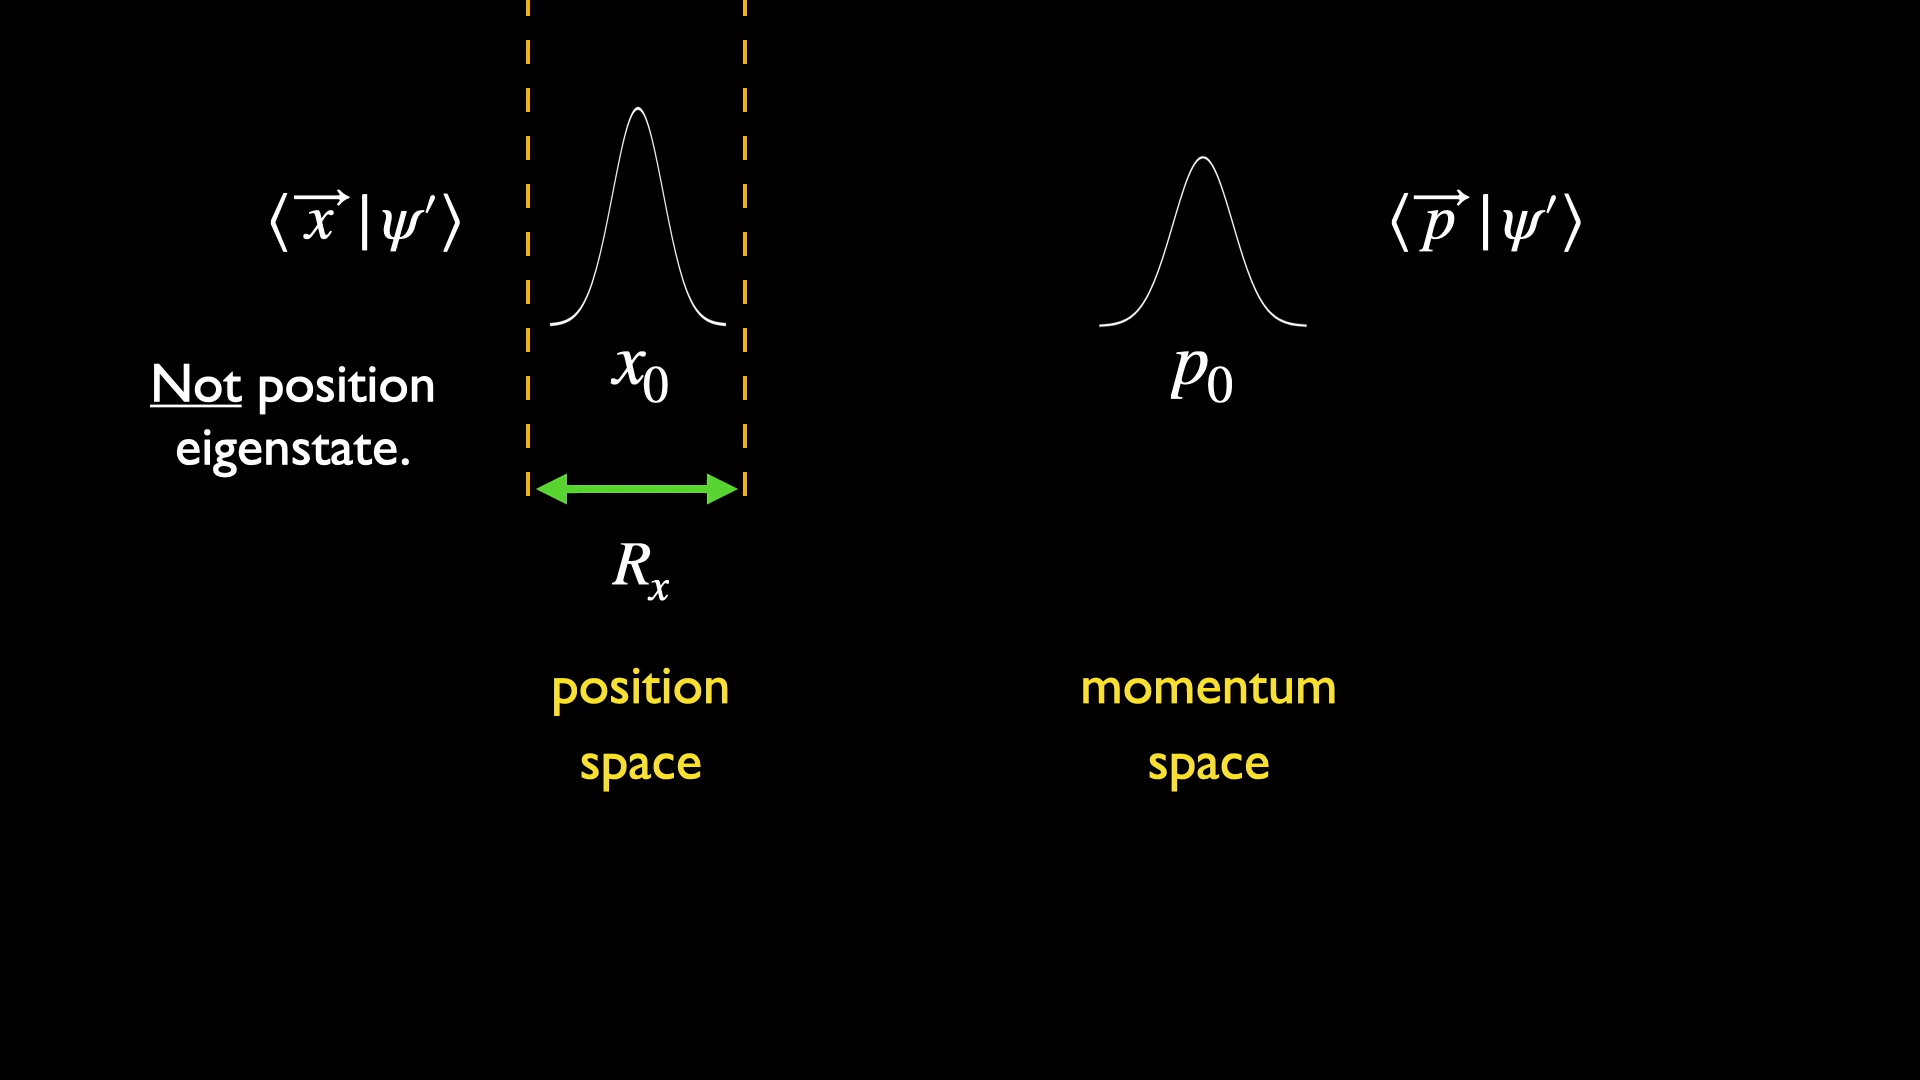 ⟨x⃗|ψ′⟩
⟨p⃗|ψ′⟩
Not position
eigenstate.
x₀
p₀
Rₓ
position
space
momentum
space